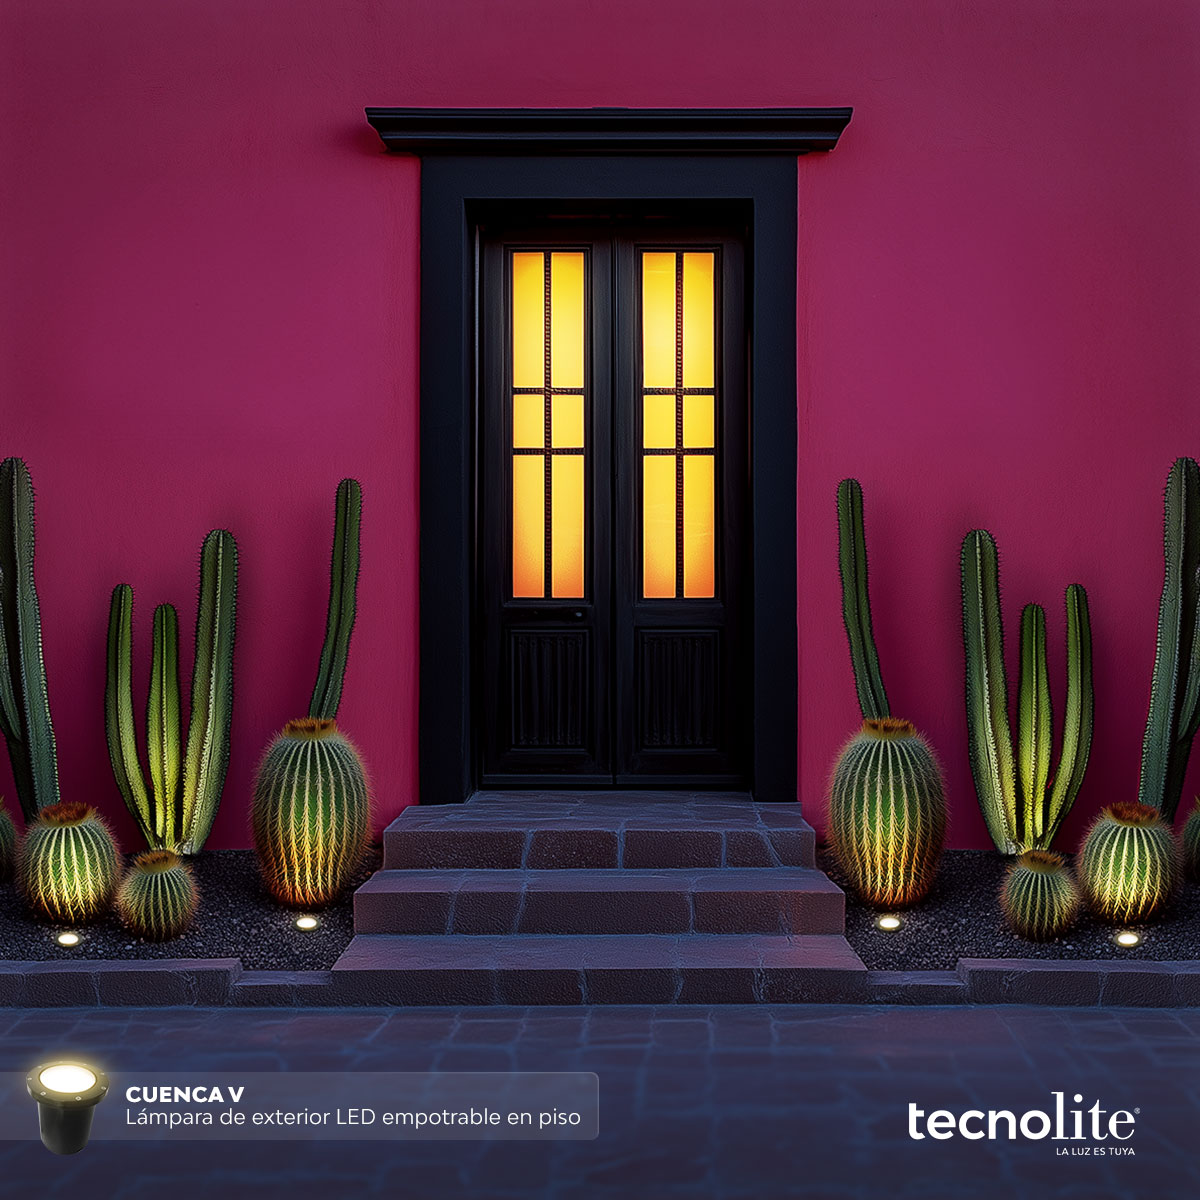 CUENCA V
Lámpara de exterior LED empotrable en piso
tecnolite®
LA LUZ ES TUYA